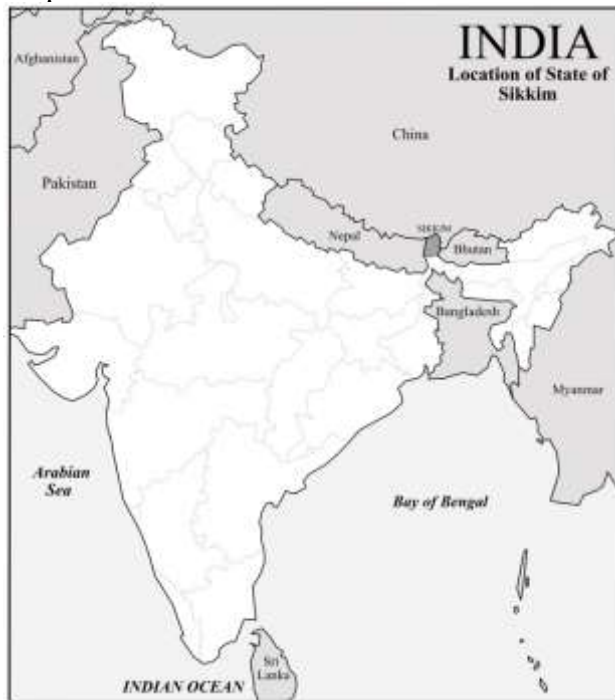 INDIA
Location of State of
Sikkim
Afghanistan
China
Pakistan
Nepal
SIKKIM
Bhutan
Bangladesh
Myanmar
Arabian
Sea
Bay of Bengal
Sri
Lanka
INDIAN OCEAN